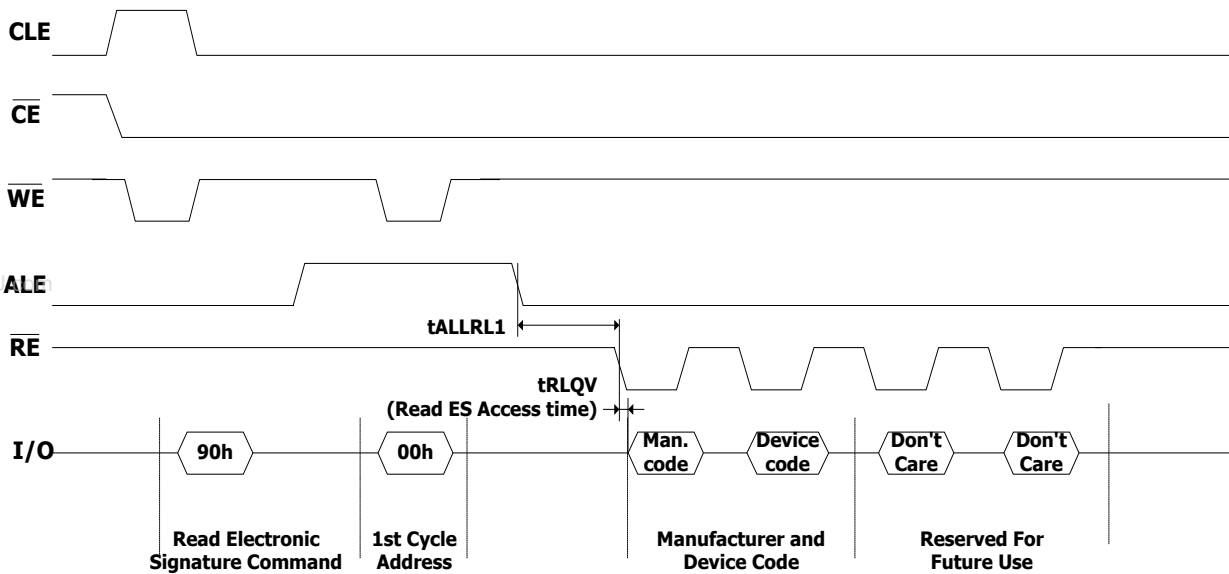 CLE
CE
WE
ALE
tALLRL1
RE
tRLQV
(Read ES Access time)
I/O
90h
00h
Man.
code
Device
code
Don't
Care
Don't
Care
Read Electronic
Signature Command
1st Cycle
Address
Manufacturer and
Device Code
Reserved For
Future Use